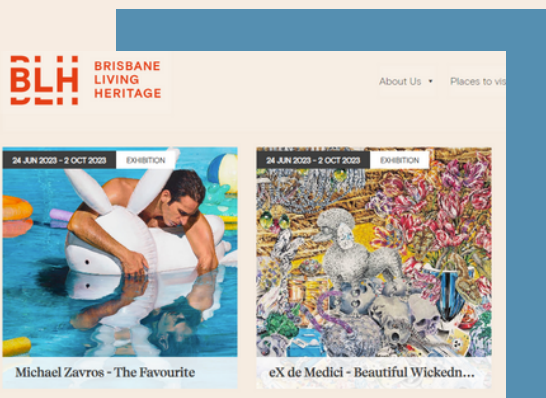 BLH BRISBANE
LIVING
HERITAGE
About Us Places to vis
24 JUN 2023 - 2 OCT 2023 EXHIBITION
Michael Zavros - The Favourite
24 JUN 2023 - 2 OCT 2023 EXHIBITION
eX de Medici - Beautiful Wickedn...